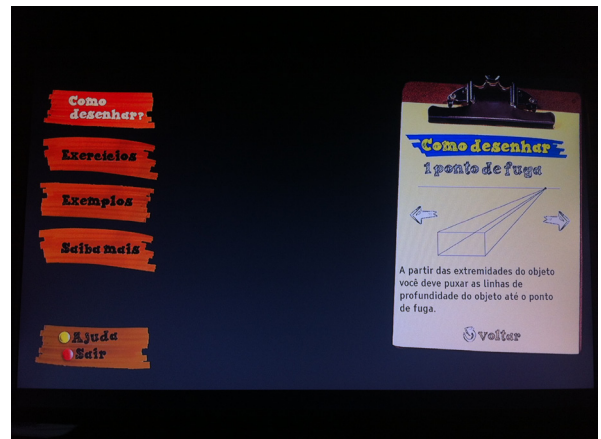 Como
desenhar?
Exercícios
Exemplos
Saiba mais
Ajuda
Sair
Como desenhar
1 ponto de fuga
A partir das extremidades do objeto
você deve puxar as linhas de
profundidade do objeto até o ponto
de fuga.
voltar